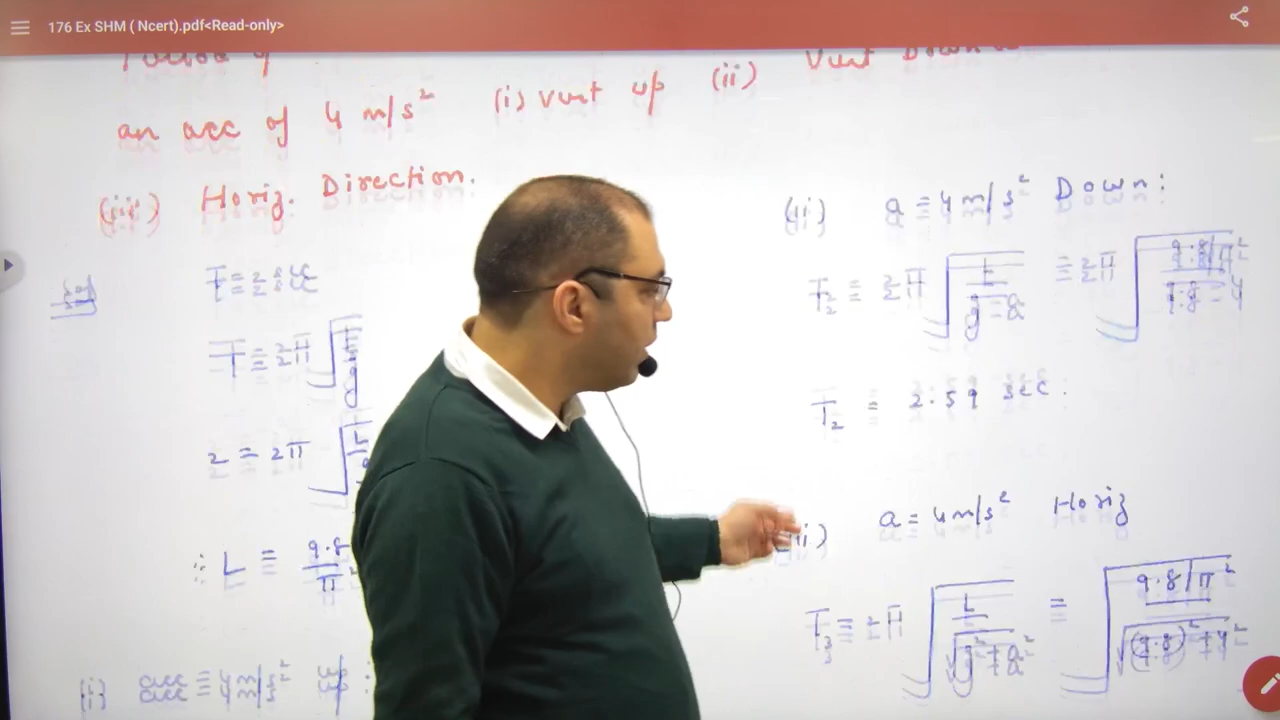 176 Ex SHM ( Ncert).pdf<Read-only>
an acc of 4 m/s² (i) vert up (ii) Vert Down
(iii) Horiz. Direction.
T = 2 sec
T = 2π √L/g
2 = 2π √L
∴ L = 9.8/π
(i) acc = 4 m/s² up :
(ii) a = 4 m/s² Down :
T₂ = 2π √L/(g-a) = 2π √(9.8/π²)/(9.8-4)
T₂ = 2.59 sec .
(iii) a = 4 m/s² Horiz
T₃ = 2π √L/√(g²+a²) = √(9.8/π²)/√((9.8)²+4²)